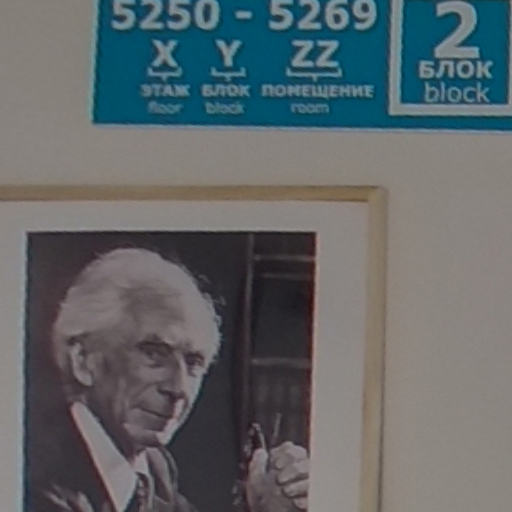 5250 - 5269
X Y ZZ
ЭТАЖ БЛОК ПОМЕЩЕНИЕ
floor block room
2
БЛОК
block